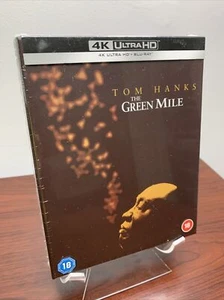 4K ULTRA HD
4K ULTRA HD + BLU-RAY
TOM HANKS
THE
GREEN MILE
18
18